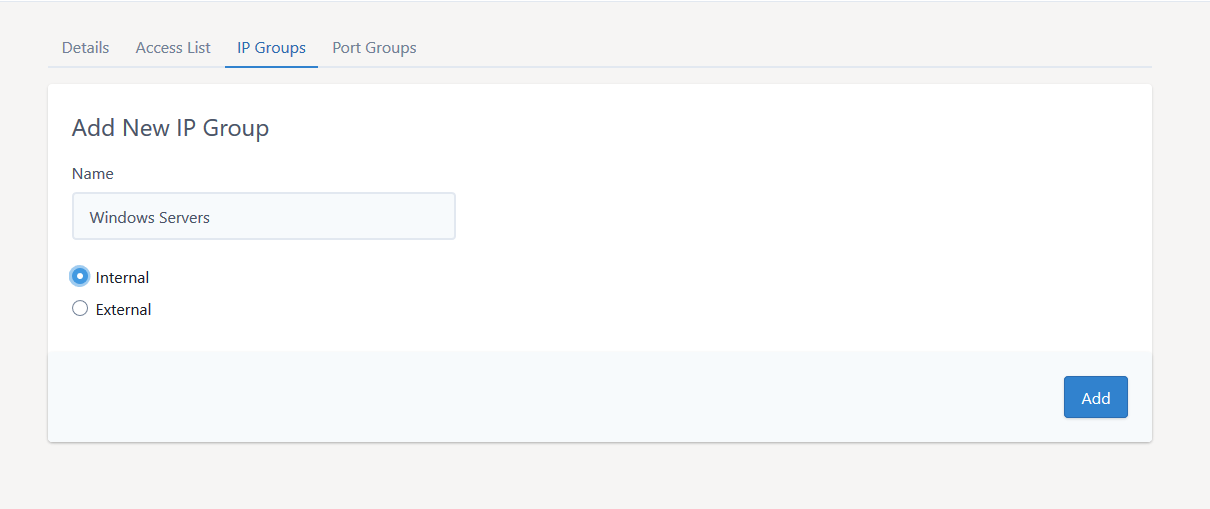 Details Access List IP Groups Port Groups
Add New IP Group
Name
Windows Servers
Internal
External
Add